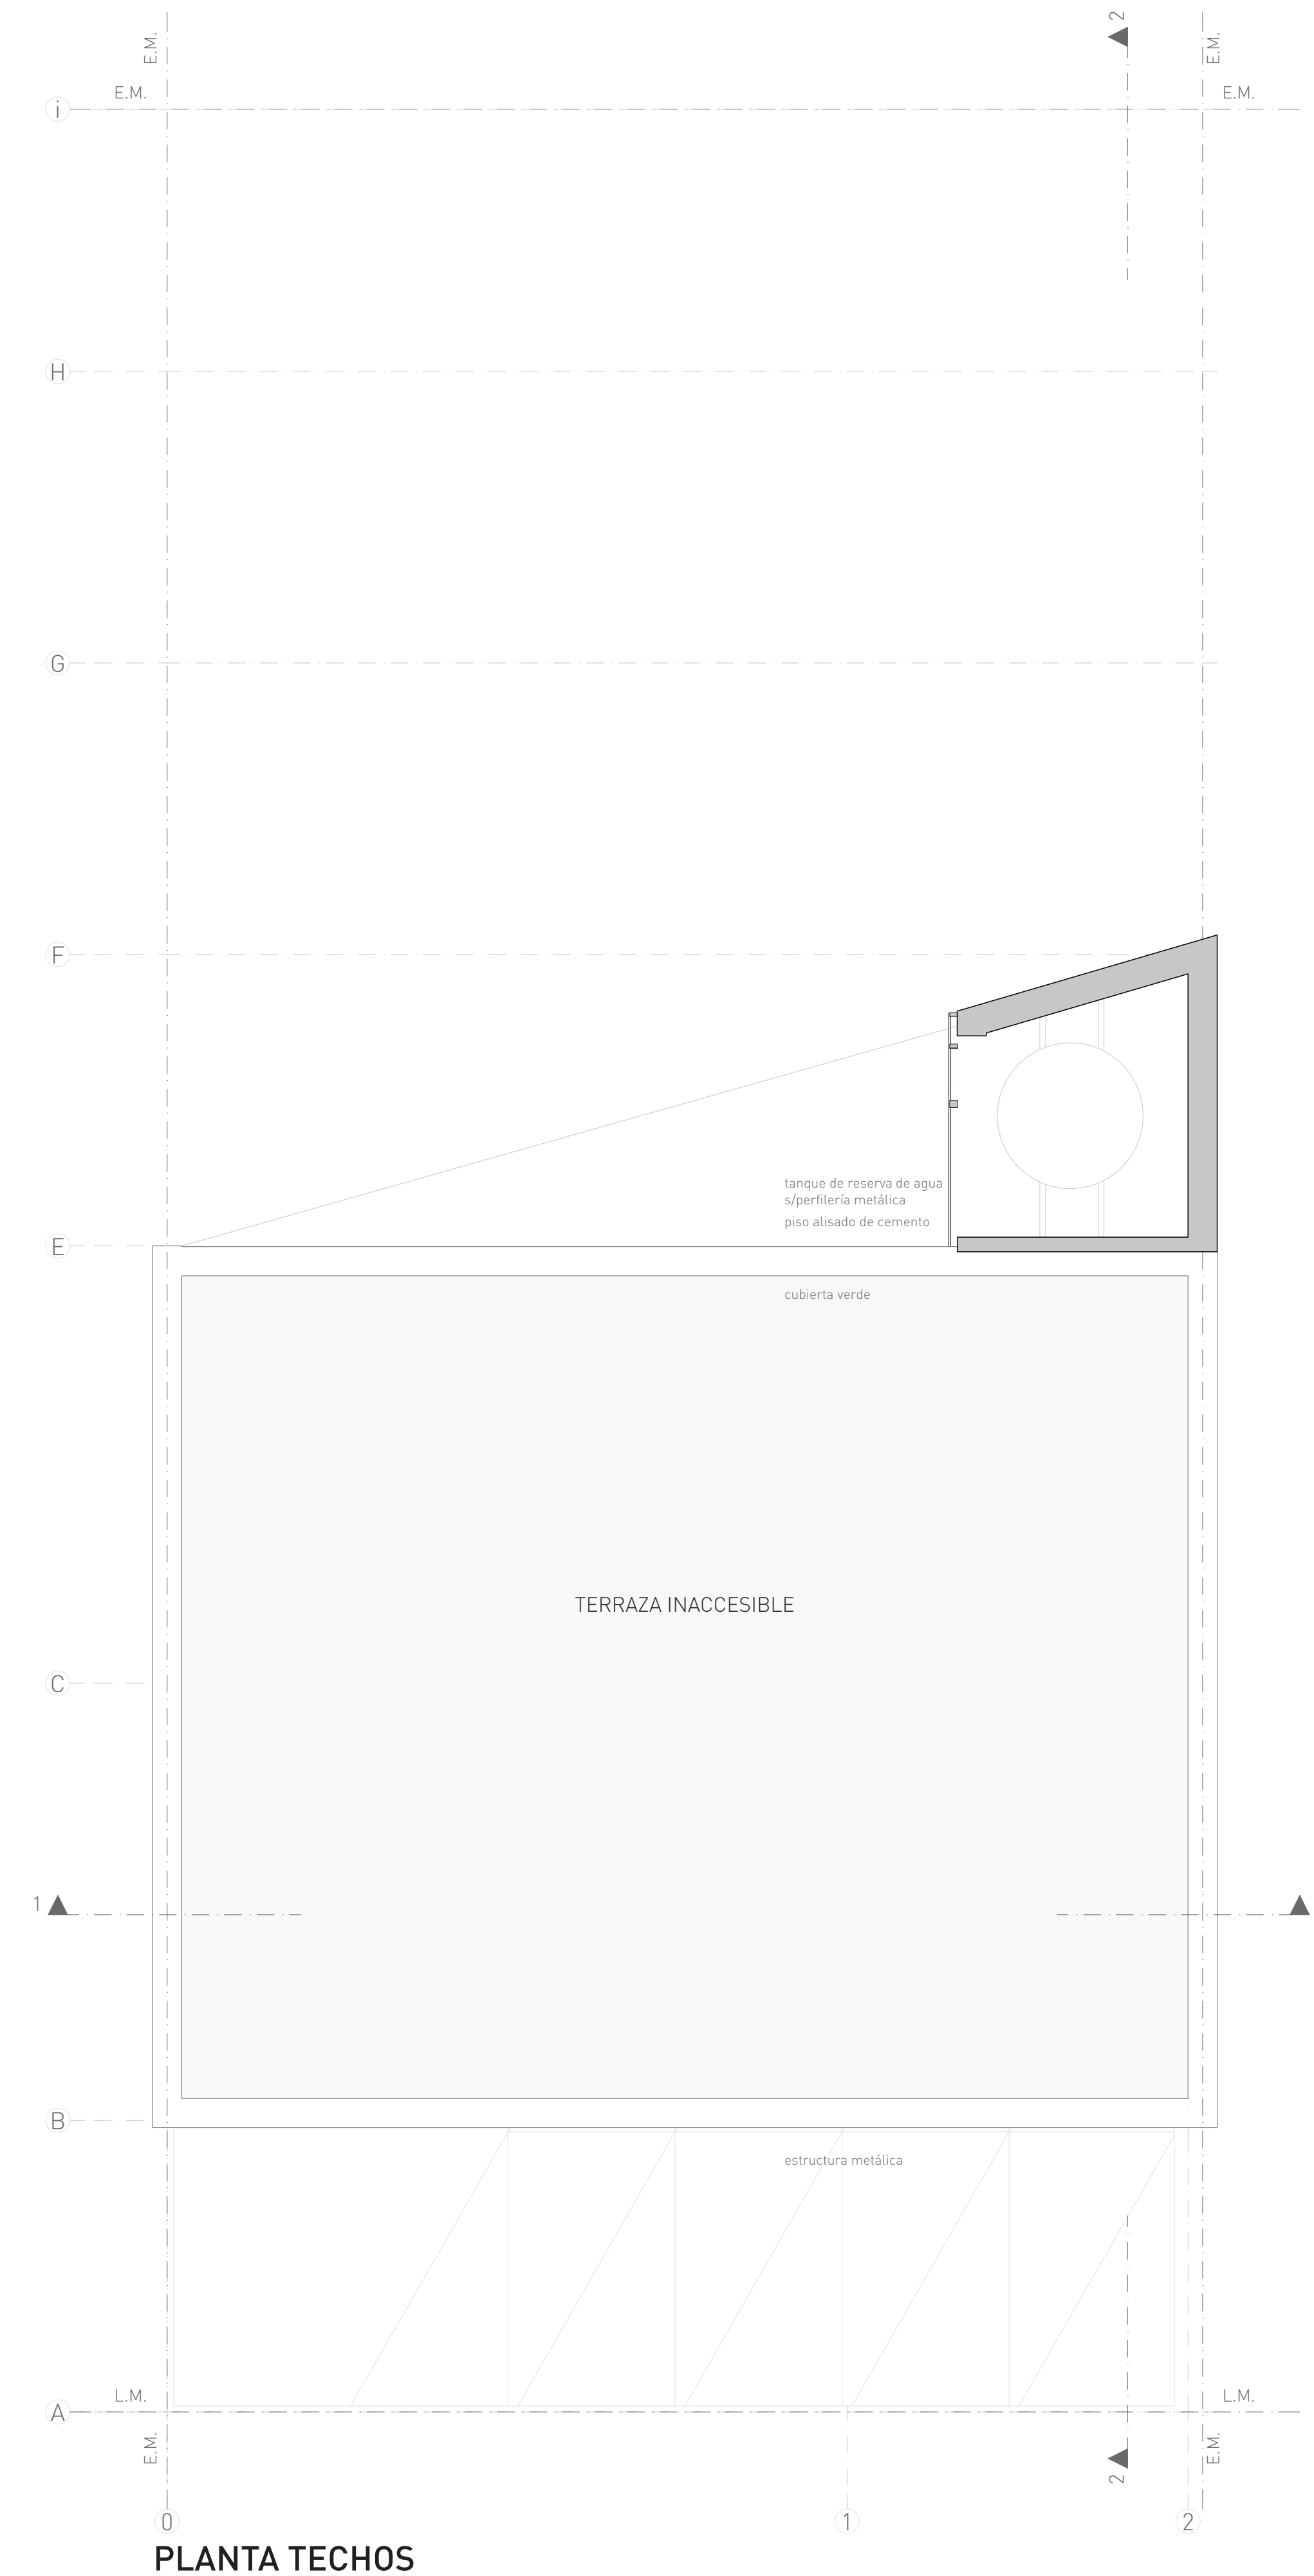 2
E.M.
E.M.
E.M.
E.M.
i
H
G
F
tanque de reserva de agua
s/perfilería metálica
piso alisado de cemento
E
cubierta verde
TERRAZA INACCESIBLE
C
1
B
estructura metálica
L.M.
L.M.
A
E.M.
E.M.
2
0
1
2
PLANTA TECHOS